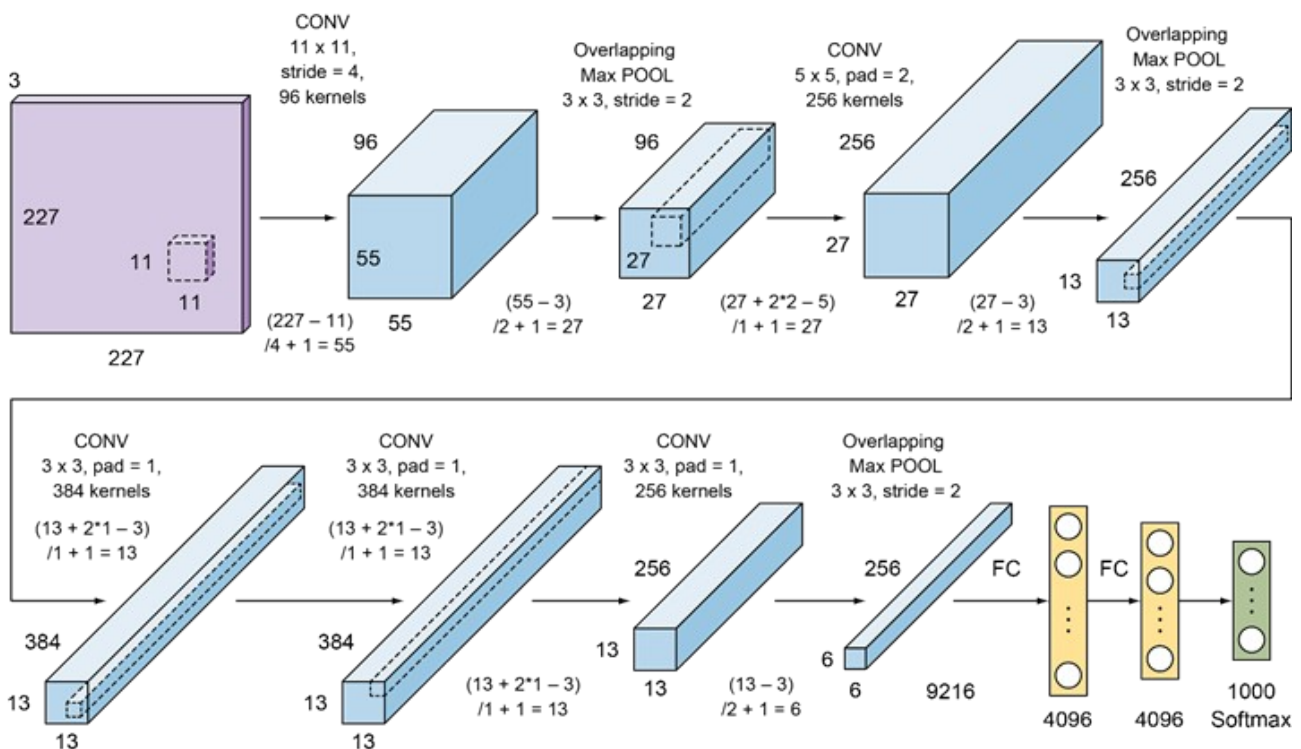 3
227
11
11
227
CONV
11 x 11,
stride = 4,
96 kernels
(227 – 11)
/4 + 1 = 55
96
55
55
Overlapping
Max POOL
3 x 3, stride = 2
(55 – 3)
/2 + 1 = 27
96
27
27
CONV
5 x 5, pad = 2,
256 kernels
(27 + 2*2 – 5)
/1 + 1 = 27
256
27
27
Overlapping
Max POOL
3 x 3, stride = 2
(27 – 3)
/2 + 1 = 13
256
13
13
CONV
3 x 3, pad = 1,
384 kernels
(13 + 2*1 – 3)
/1 + 1 = 13
384
13
13
CONV
3 x 3, pad = 1,
384 kernels
(13 + 2*1 – 3)
/1 + 1 = 13
384
13
13
CONV
3 x 3, pad = 1,
256 kernels
(13 + 2*1 – 3)
/1 + 1 = 13
256
13
13
Overlapping
Max POOL
3 x 3, stride = 2
(13 – 3)
/2 + 1 = 6
256
6
6
9216
FC
4096
FC
4096
1000
Softmax